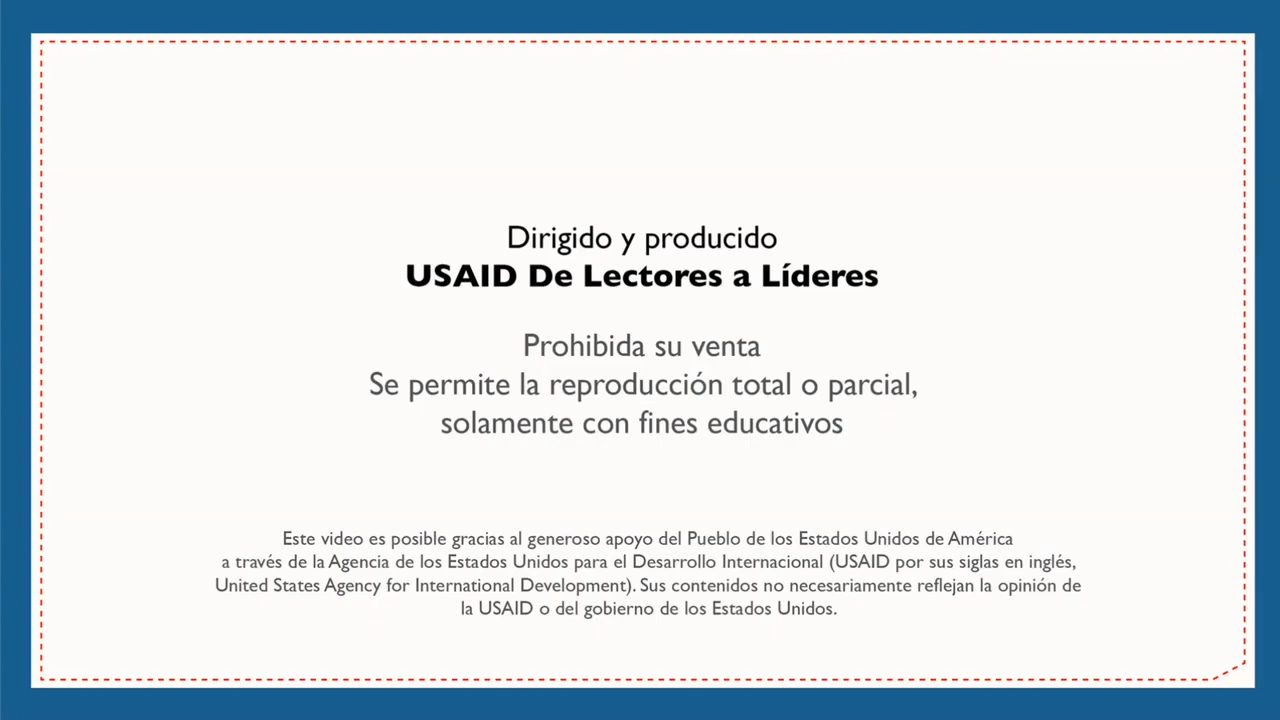 Dirigido y producido
USAID De Lectores a Líderes
Prohibida su venta
Se permite la reproducción total o parcial,
solamente con fines educativos
Este video es posible gracias al generoso apoyo del Pueblo de los Estados Unidos de América
a través de la Agencia de los Estados Unidos para el Desarrollo Internacional (USAID por sus siglas en inglés,
United States Agency for International Development). Sus contenidos no necesariamente reflejan la opinión de
la USAID o del gobierno de los Estados Unidos.